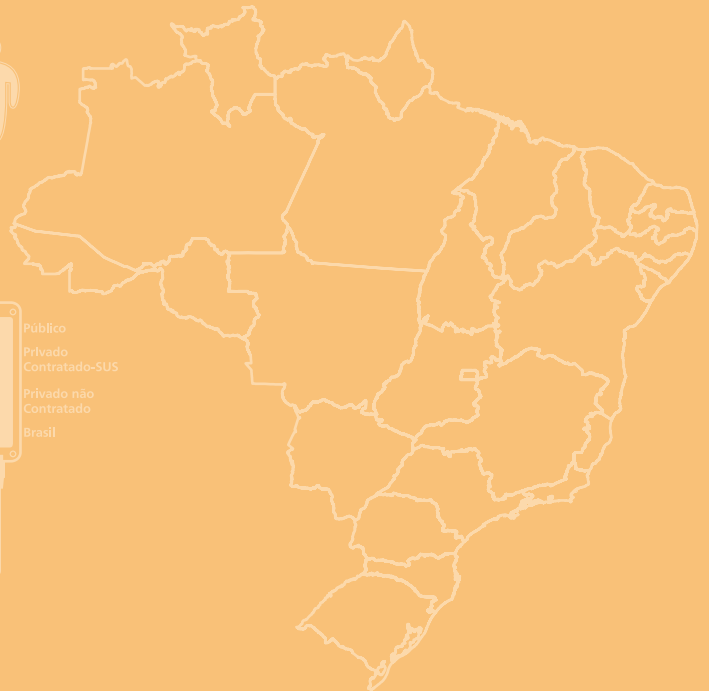 Público
Privado
Contratado-SUS
Privado não
Contratado
Brasil